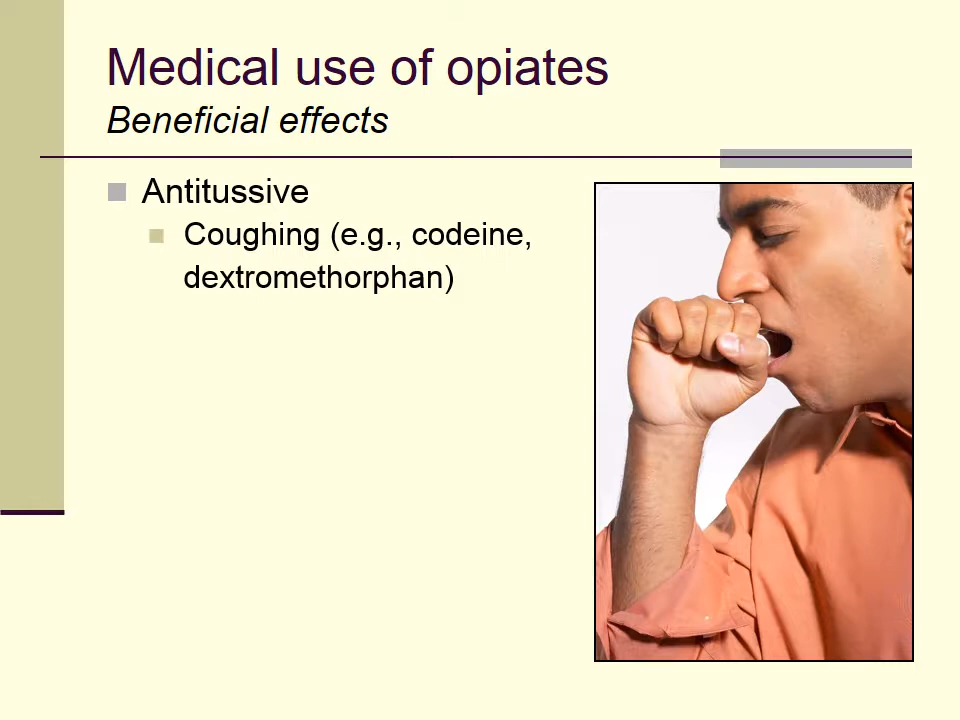 Medical use of opiates
Beneficial effects
Antitussive
Coughing (e.g., codeine,
dextromethorphan)